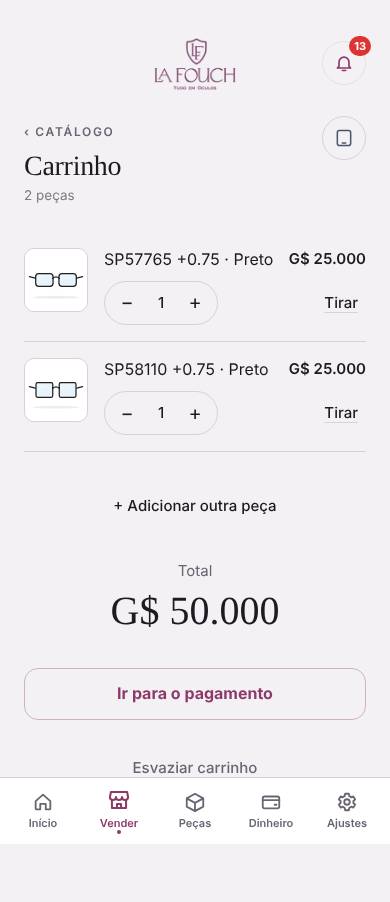 LF
LA FOUCH
Tudo em Óculos
13
‹ CATÁLOGO
Carrinho
2 peças
SP57765 +0.75 · Preto G$ 25.000
− 1 + Tirar
SP58110 +0.75 · Preto G$ 25.000
− 1 + Tirar
+ Adicionar outra peça
Total
G$ 50.000
Ir para o pagamento
Esvaziar carrinho
Início Vender Peças Dinheiro Ajustes